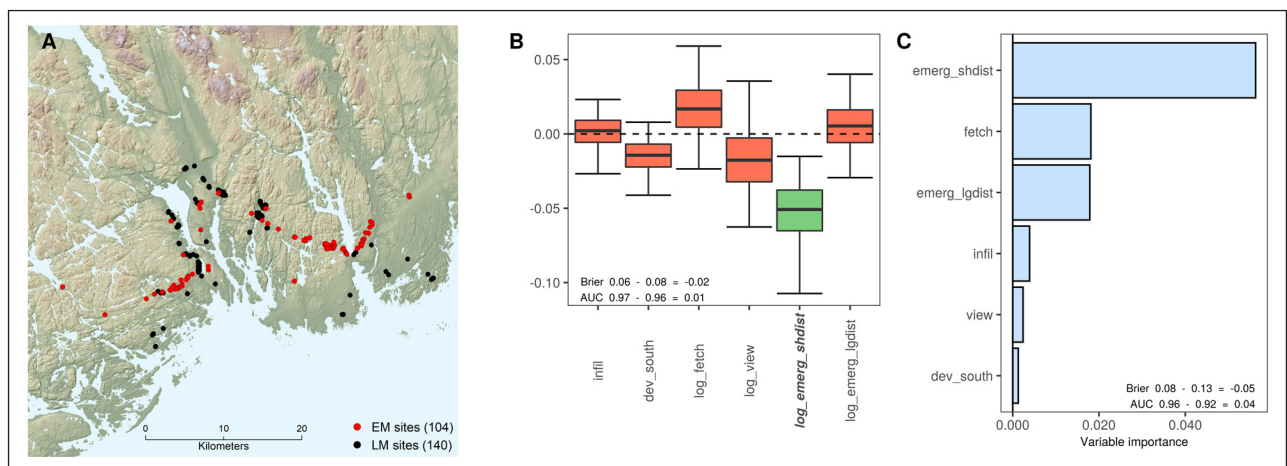 A
0 10 20
Kilometers
EM sites (104)
LM sites (140)
B
0.05
0.00
-0.05
-0.10
Brier 0.06 - 0.08 = -0.02
AUC 0.97 - 0.96 = 0.01
infil
dev_south
log_fetch
log_view
log_emerg_shdist
log_emerg_lgdist
C
emerg_shdist
fetch
emerg_lgdist
infil
view
dev_south
Brier 0.08 - 0.13 = -0.05
AUC 0.96 - 0.92 = 0.04
0.000 0.020 0.040
Variable importance